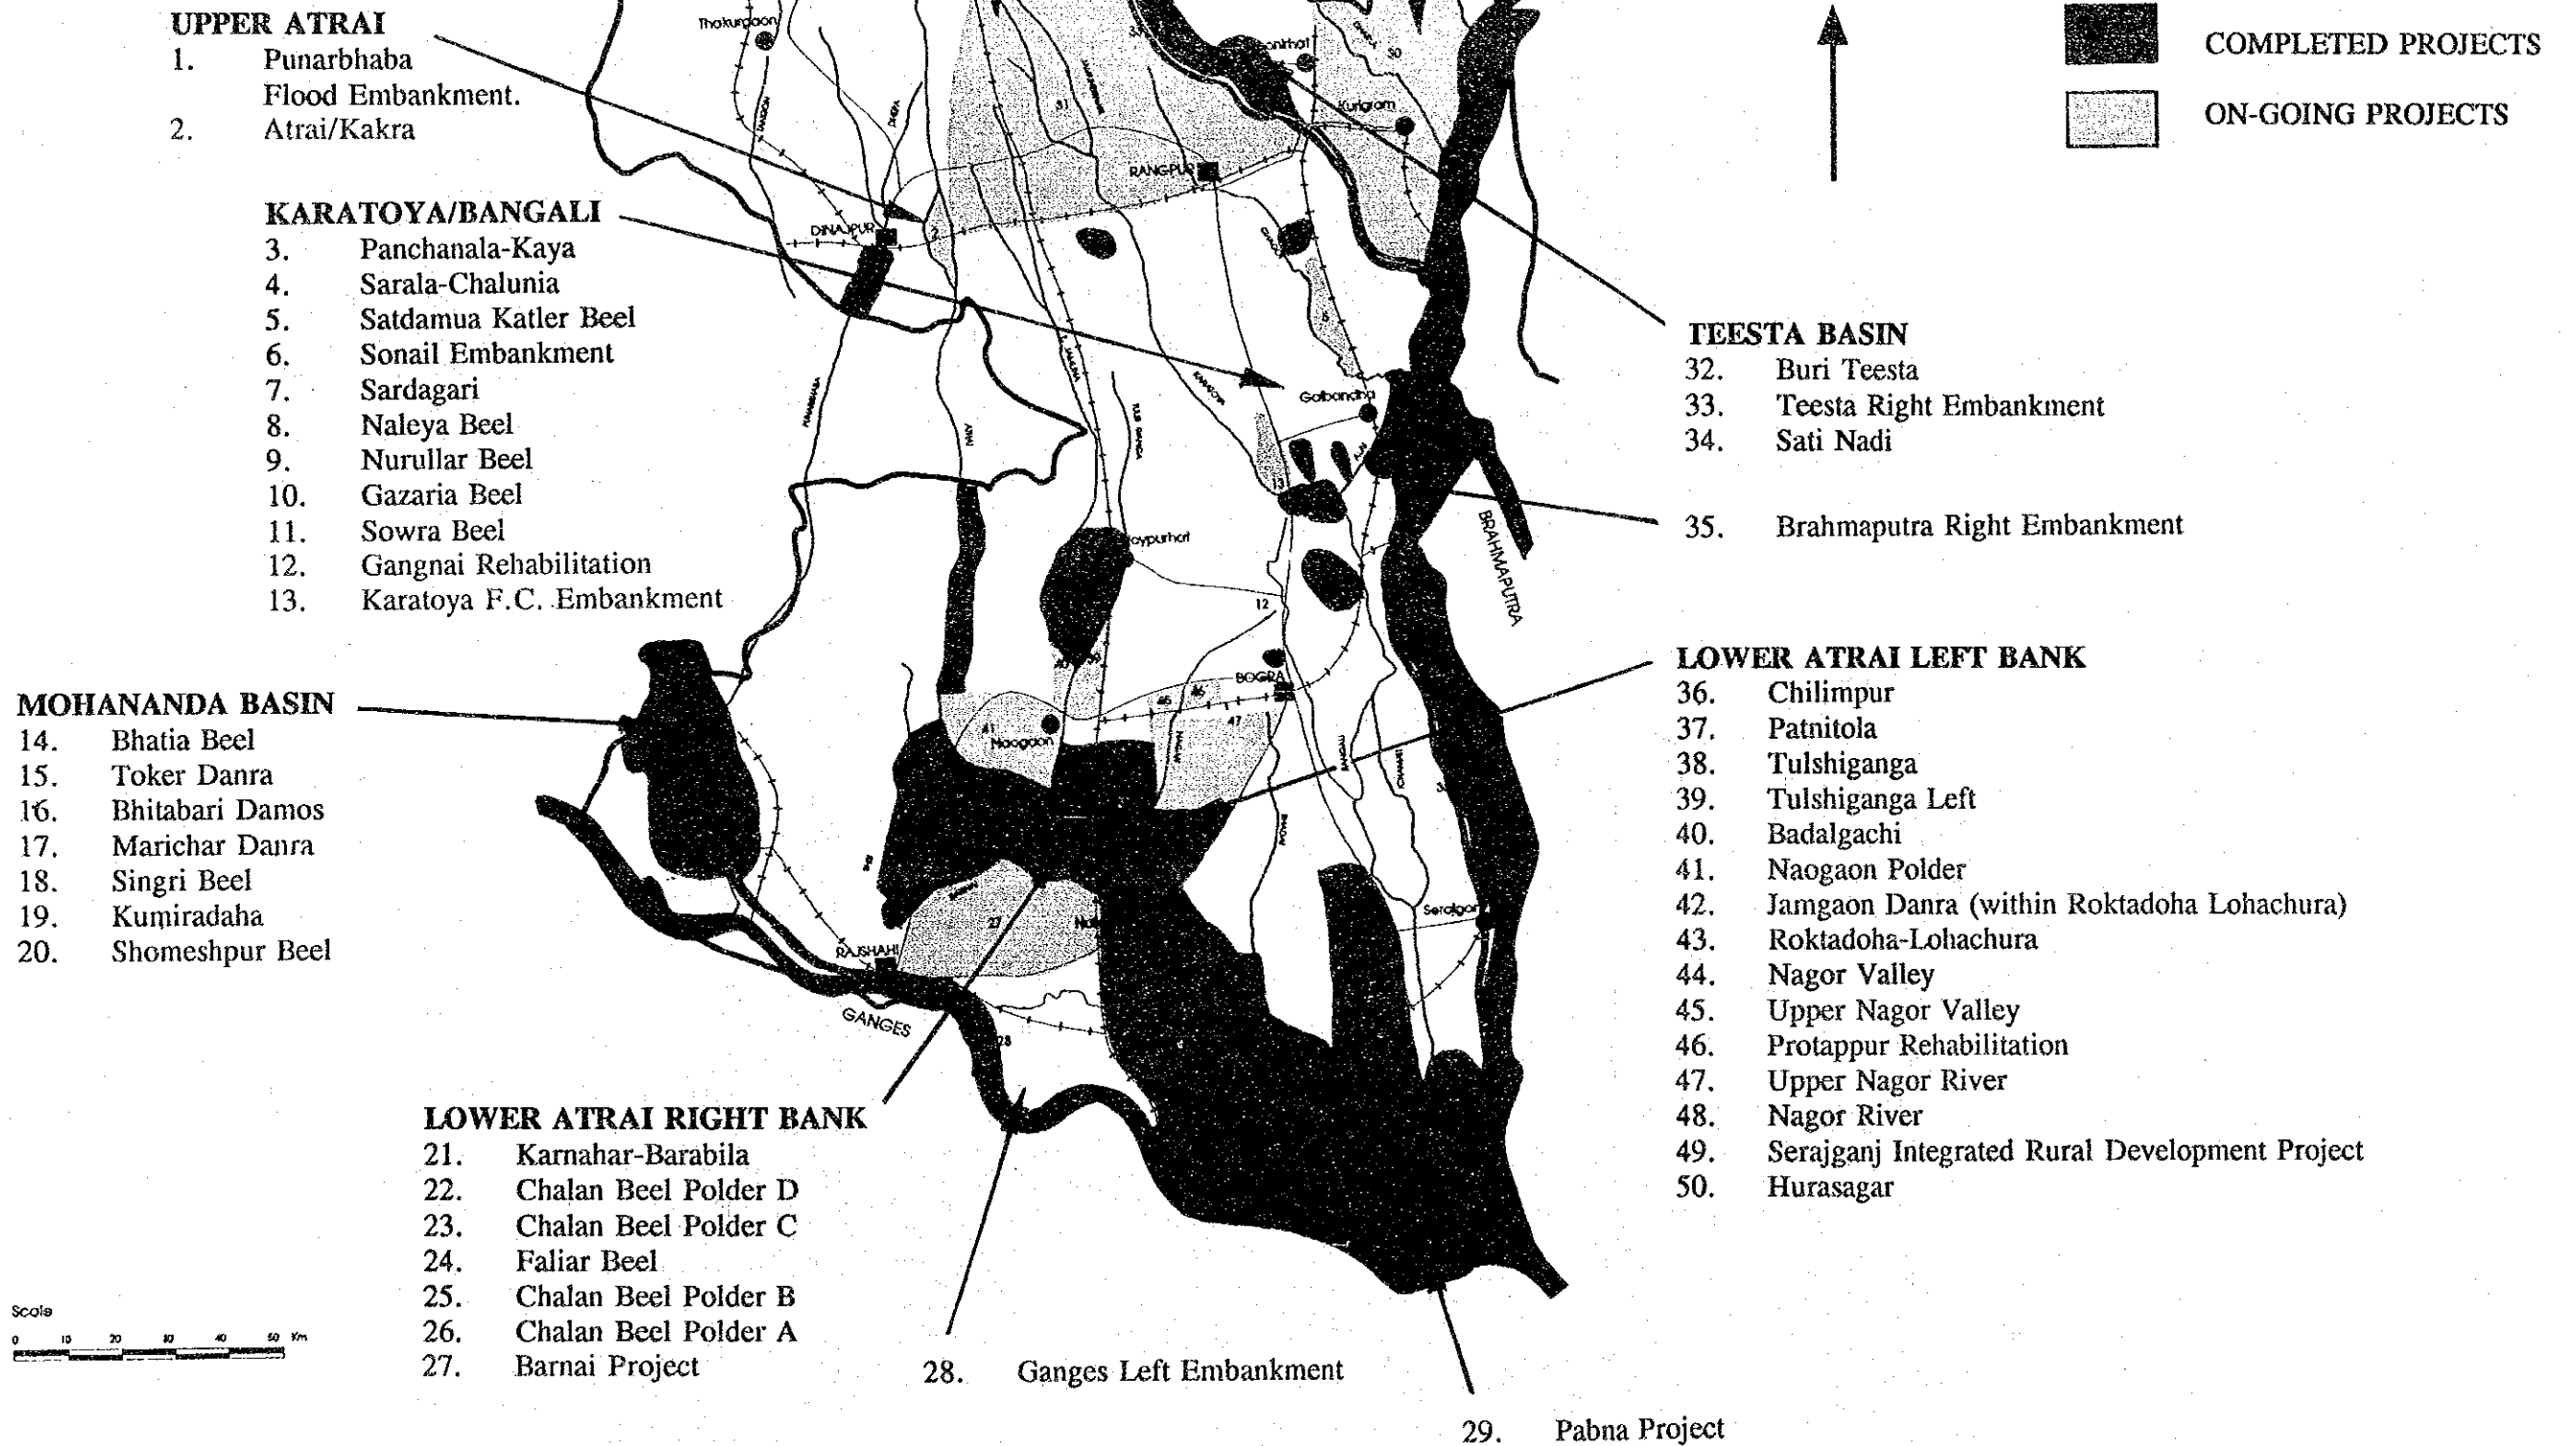 UPPER ATRAI
1. Punarbhaba
Flood Embankment.
2. Atrai/Kakra
KARATOYA/BANGALI
3. Panchanala-Kaya
4. Sarala-Chalunia
5. Satdamua Katler Beel
6. Sonail Embankment
7. Sardagari
8. Naleya Beel
9. Nurullar Beel
10. Gazaria Beel
11. Sowra Beel
12. Gangnai Rehabilitation
13. Karatoya F.C. Embankment
MOHANANDA BASIN
14. Bhatia Beel
15. Toker Danra
16. Bhitabari Damos
17. Marichar Danra
18. Singri Beel
19. Kumiradaha
20. Shomeshpur Beel
LOWER ATRAI RIGHT BANK
21. Karnahar-Barabila
22. Chalan Beel Polder D
23. Chalan Beel Polder C
24. Faliar Beel
25. Chalan Beel Polder B
26. Chalan Beel Polder A
27. Barnai Project
28. Ganges Left Embankment
29. Pabna Project
COMPLETED PROJECTS
ON-GOING PROJECTS
TEESTA BASIN
32. Buri Teesta
33. Teesta Right Embankment
34. Sati Nadi
35. Brahmaputra Right Embankment
LOWER ATRAI LEFT BANK
36. Chilimpur
37. Patnitola
38. Tulshiganga
39. Tulshiganga Left
40. Badalgachi
41. Naogaon Polder
42. Jamgaon Danra (within Roktadoha Lohachura)
43. Roktadoha-Lohachura
44. Nagor Valley
45. Upper Nagor Valley
46. Protappur Rehabilitation
47. Upper Nagor River
48. Nagor River
49. Serajganj Integrated Rural Development Project
50. Hurasagar
Thakurgaon
Kurigram
RANGPUR
DINAJPUR
Gaibandha
BRAHMAPUTRA
13
12
BOGRA
46
47
41
Naogaon
27
RAJSHAHI
GANGES
28
Scale
0 10 20 30 40 50 Km